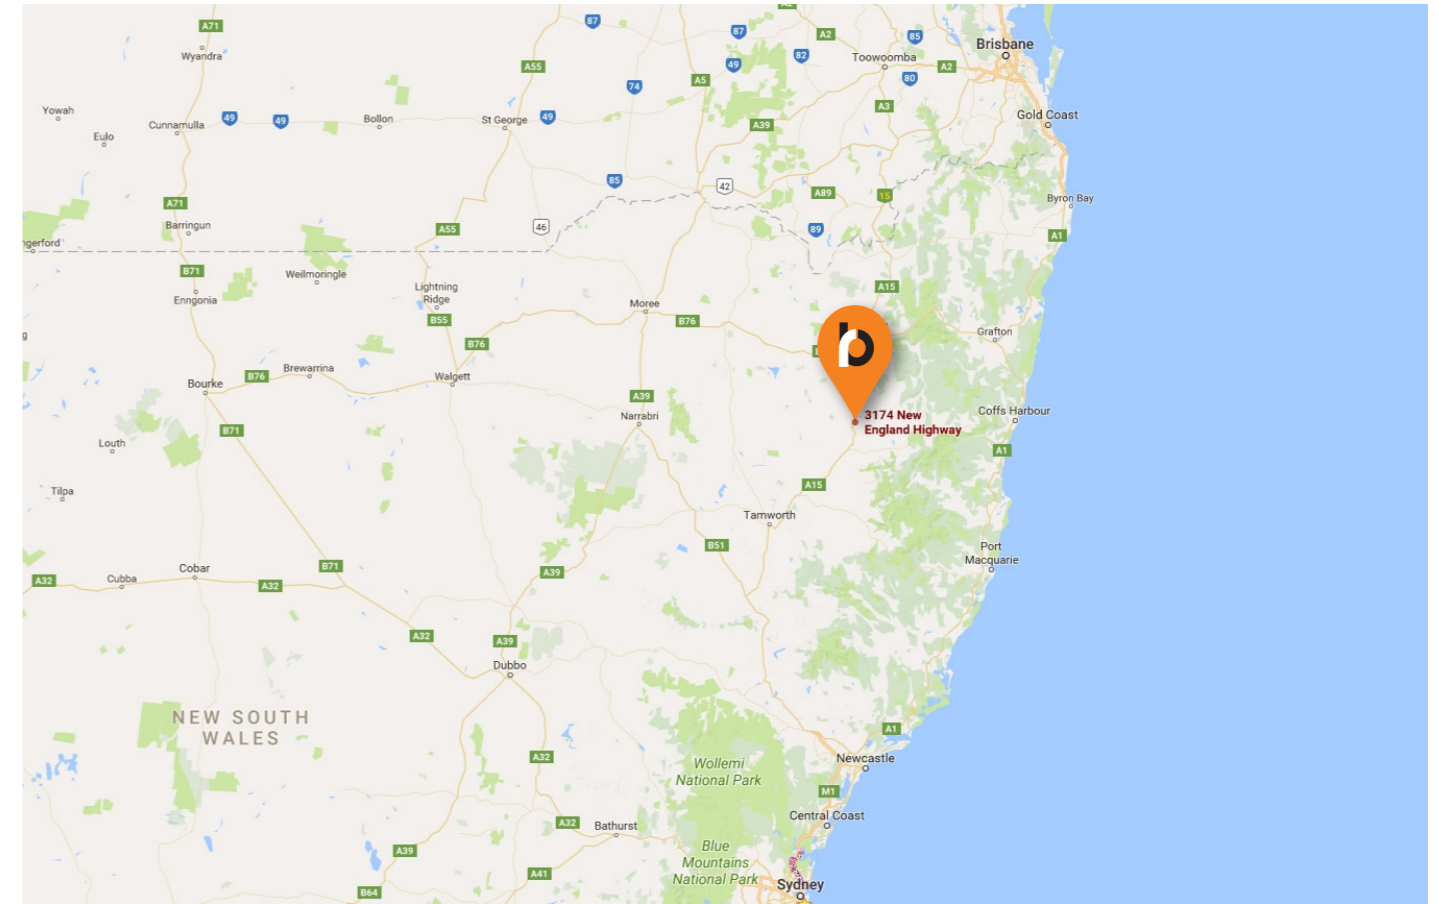 A2
87
A71
87
A2
85
Brisbane
Wyandra
82
Toowoomba
A55
49
A2
80
74
A5
Yowah
A3
Gold Coast
Cunnamulla
49
49
Bollon
St George
49
A39
Eulo
85
42
A89
15
Byron Bay
A71
Barringun
A55
46
89
A1
ngerford
B71
Weilmoringle
Enngonia
Lightning
Ridge
A15
Moree
B55
B76
Grafton
g
B76
rb
Brewarrina
B76
Walgett
Bourke
A39
Narrabri
3174 New
England Highway
Coffs Harbour
B71
Louth
A1
Tilpa
A15
Tamworth
B51
Port
Macquarie
Cobar
B71
A39
A32
Cubba
A32
A32
A39
Dubbo
NEW SOUTH
WALES
A1
A32
Wollemi
National Park
Newcastle
M1
A32
Bathurst
Central Coast
A39
Blue
Mountains
National Park
A41
B64
Sydney